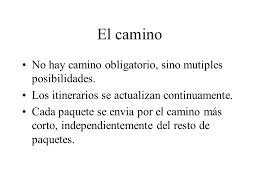 El camino
• No hay camino obligatorio, sino mutiples
posibilidades.
• Los itinerarios se actualizan continuamente.
• Cada paquete se envia por el camino más
corto, independientemente del resto de
paquetes.